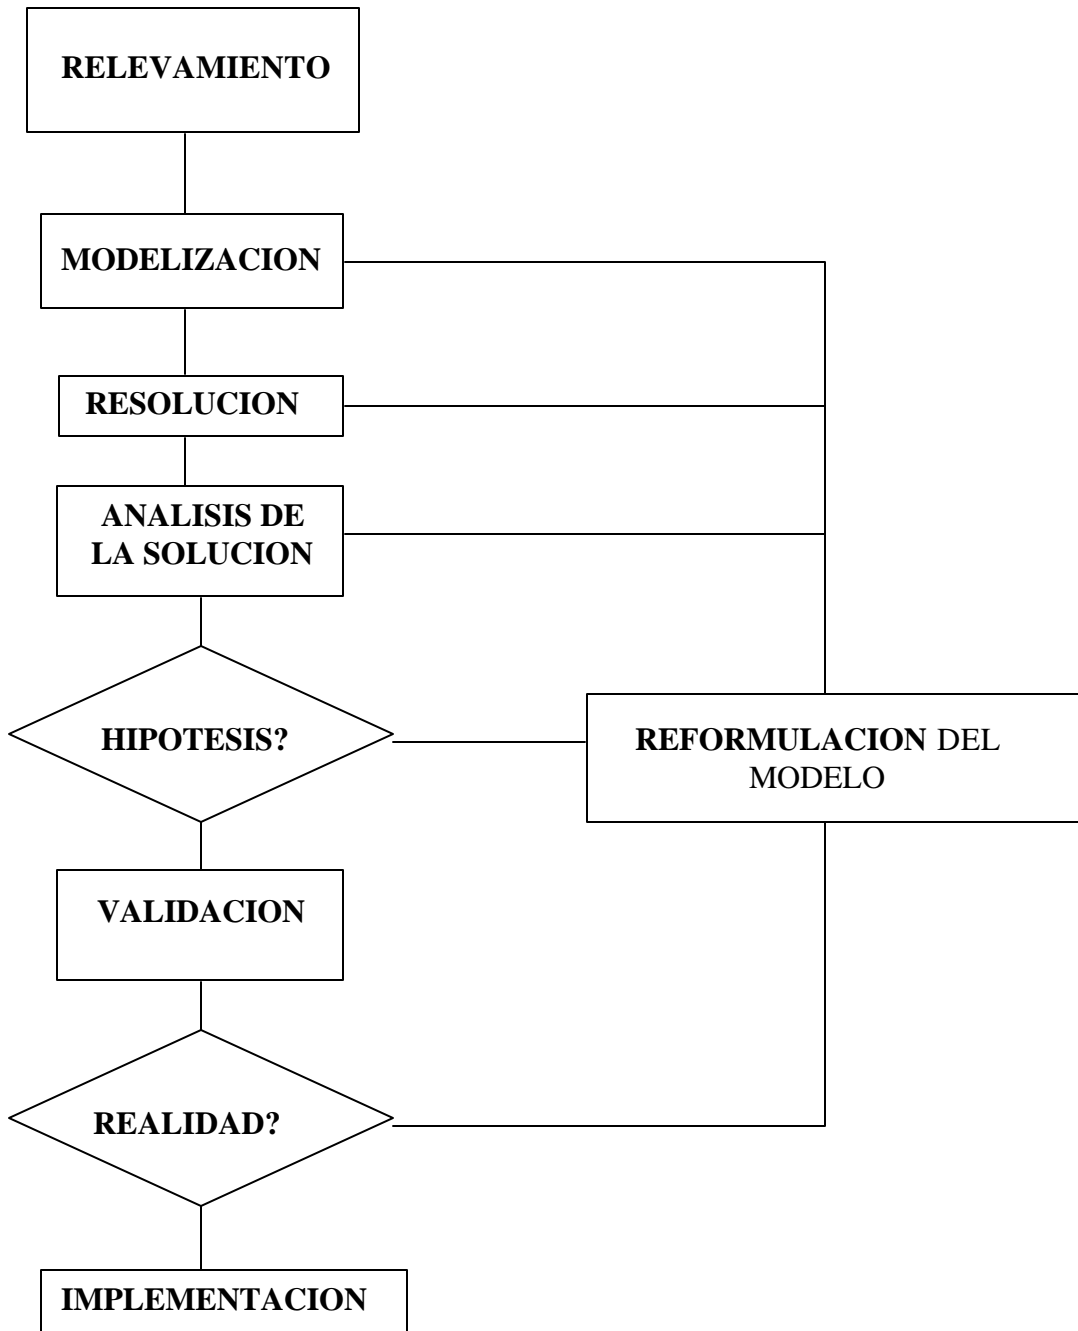 RELEVAMIENTO
MODELIZACION
RESOLUCION
ANALISIS DE
LA SOLUCION
HIPOTESIS?
REFORMULACION DEL
MODELO
VALIDACION
REALIDAD?
IMPLEMENTACION